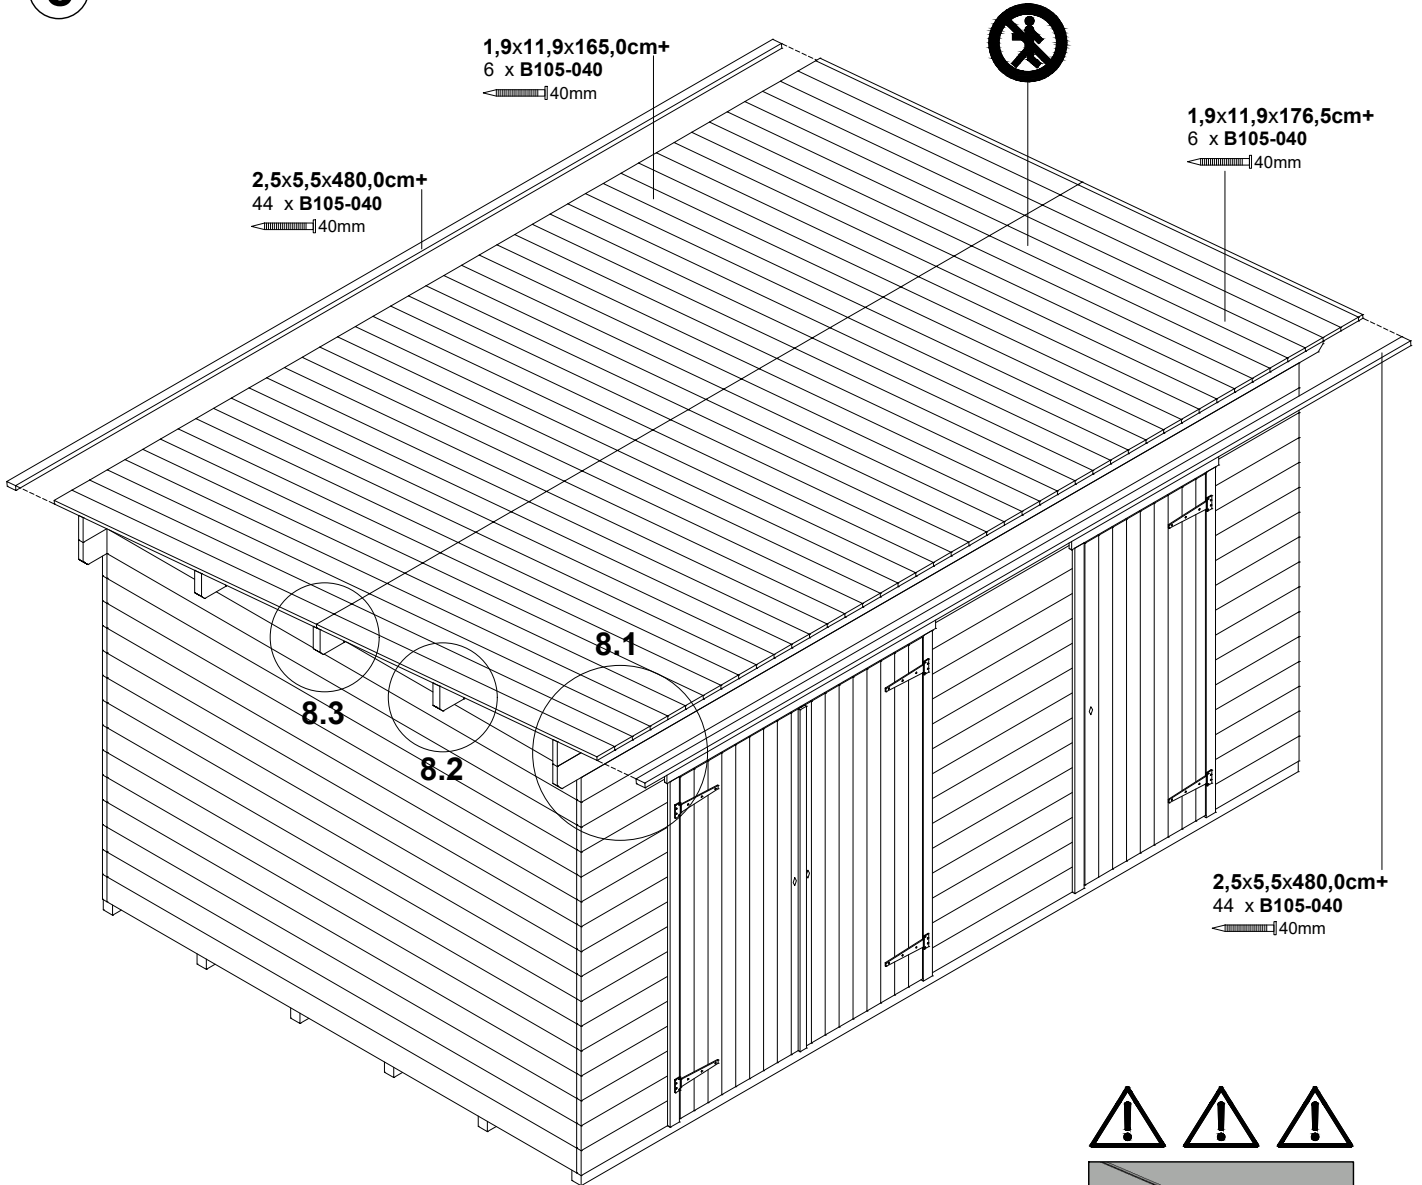 1,9x11,9x165,0cm+
6 x B105-040
40mm
1,9x11,9x176,5cm+
6 x B105-040
40mm
2,5x5,5x480,0cm+
44 x B105-040
40mm
8.1
8.3
8.2
2,5x5,5x480,0cm+
44 x B105-040
40mm